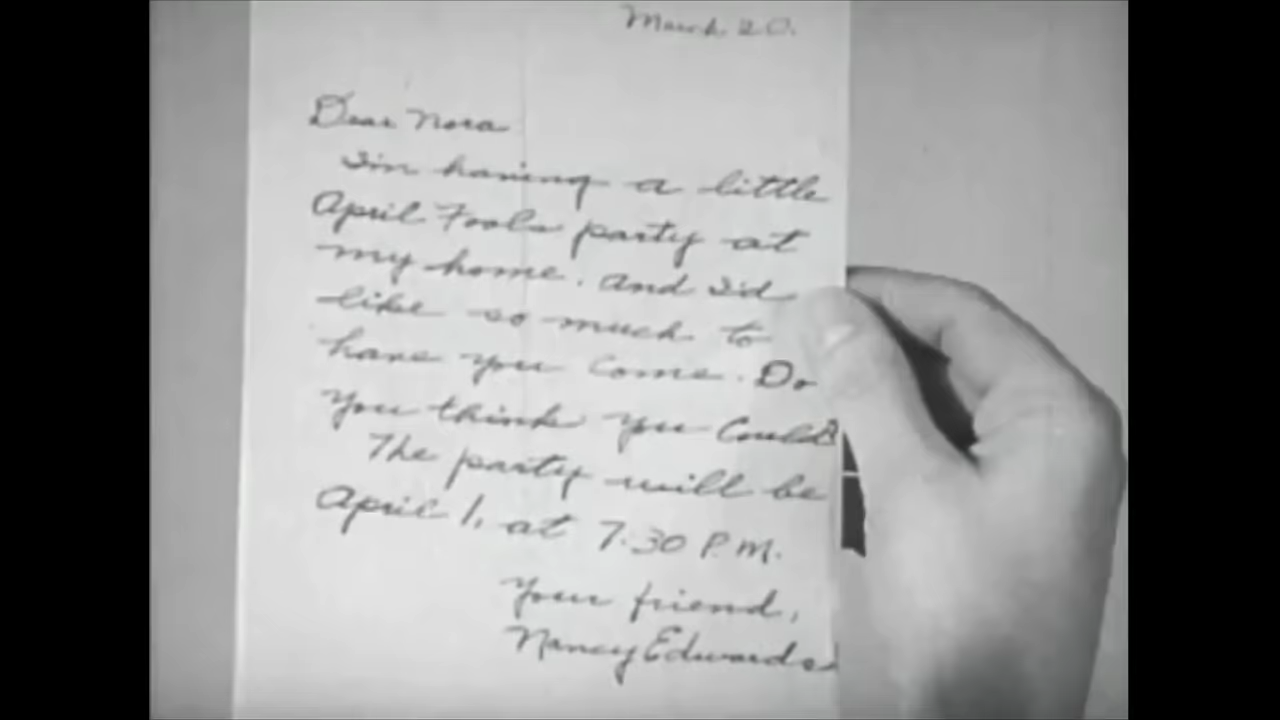 March 20.
Dear Nora
I'm having a little
April Fools party at
my home. And I'd
like so much to
have you come. Do
you think you could?
The party will be
April 1, at 7.30 P.M.
Your friend,
Nancy Edwards